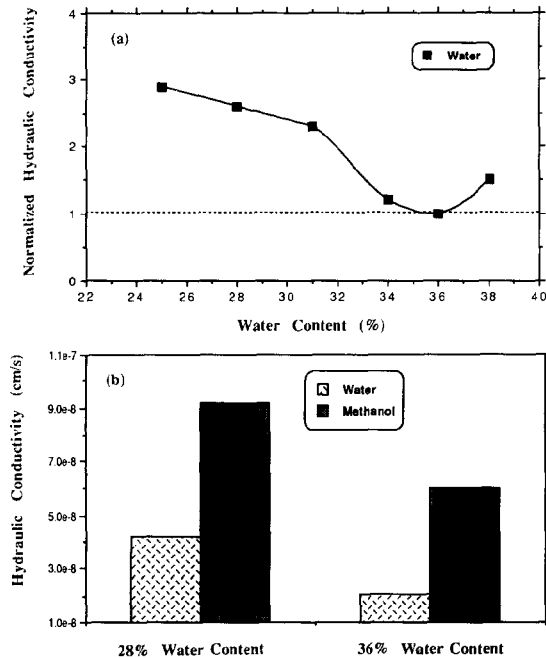 4
(a)
Water
3
2
1
0
Normalized Hydraulic Conductivity
22 24 26 28 30 32 34 36 38 40
Water Content (%)
1.1e-7
(b)
Water
Methanol
9.0e-8
7.0e-8
5.0e-8
3.0e-8
1.0e-8
Hydraulic Conductivity (cm/s)
28% Water Content 36% Water Content